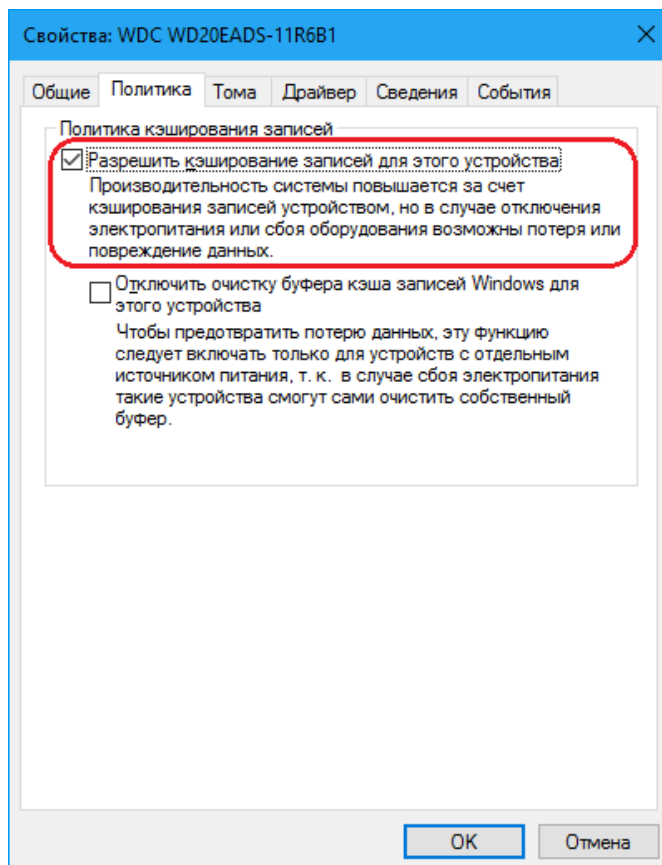 Свойства: WDC WD20EADS-11R6B1
Общие Политика Тома Драйвер Сведения События
Политика кэширования записей
Разрешить кэширование записей для этого устройства
Производительность системы повышается за счет
кэширования записей устройством, но в случае отключения
электропитания или сбоя оборудования возможны потеря или
повреждение данных.
Отключить очистку буфера кэша записей Windows для
этого устройства
Чтобы предотвратить потерю данных, эту функцию
следует включать только для устройств с отдельным
источником питания, т. к. в случае сбоя электропитания
такие устройства смогут сами очистить собственный
буфер.
OK Отмена